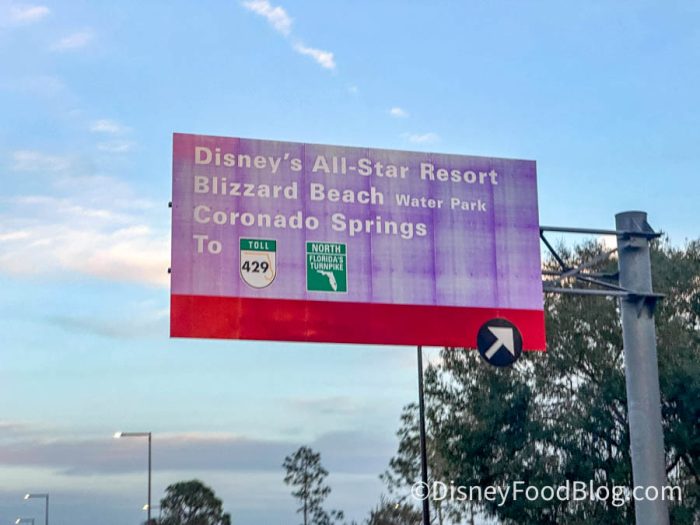 Disney's All-Star Resort
Blizzard Beach Water Park
Coronado Springs
To
TOLL
429
NORTH
FLORIDA'S
TURNPIKE
©DisneyFoodBlog.com